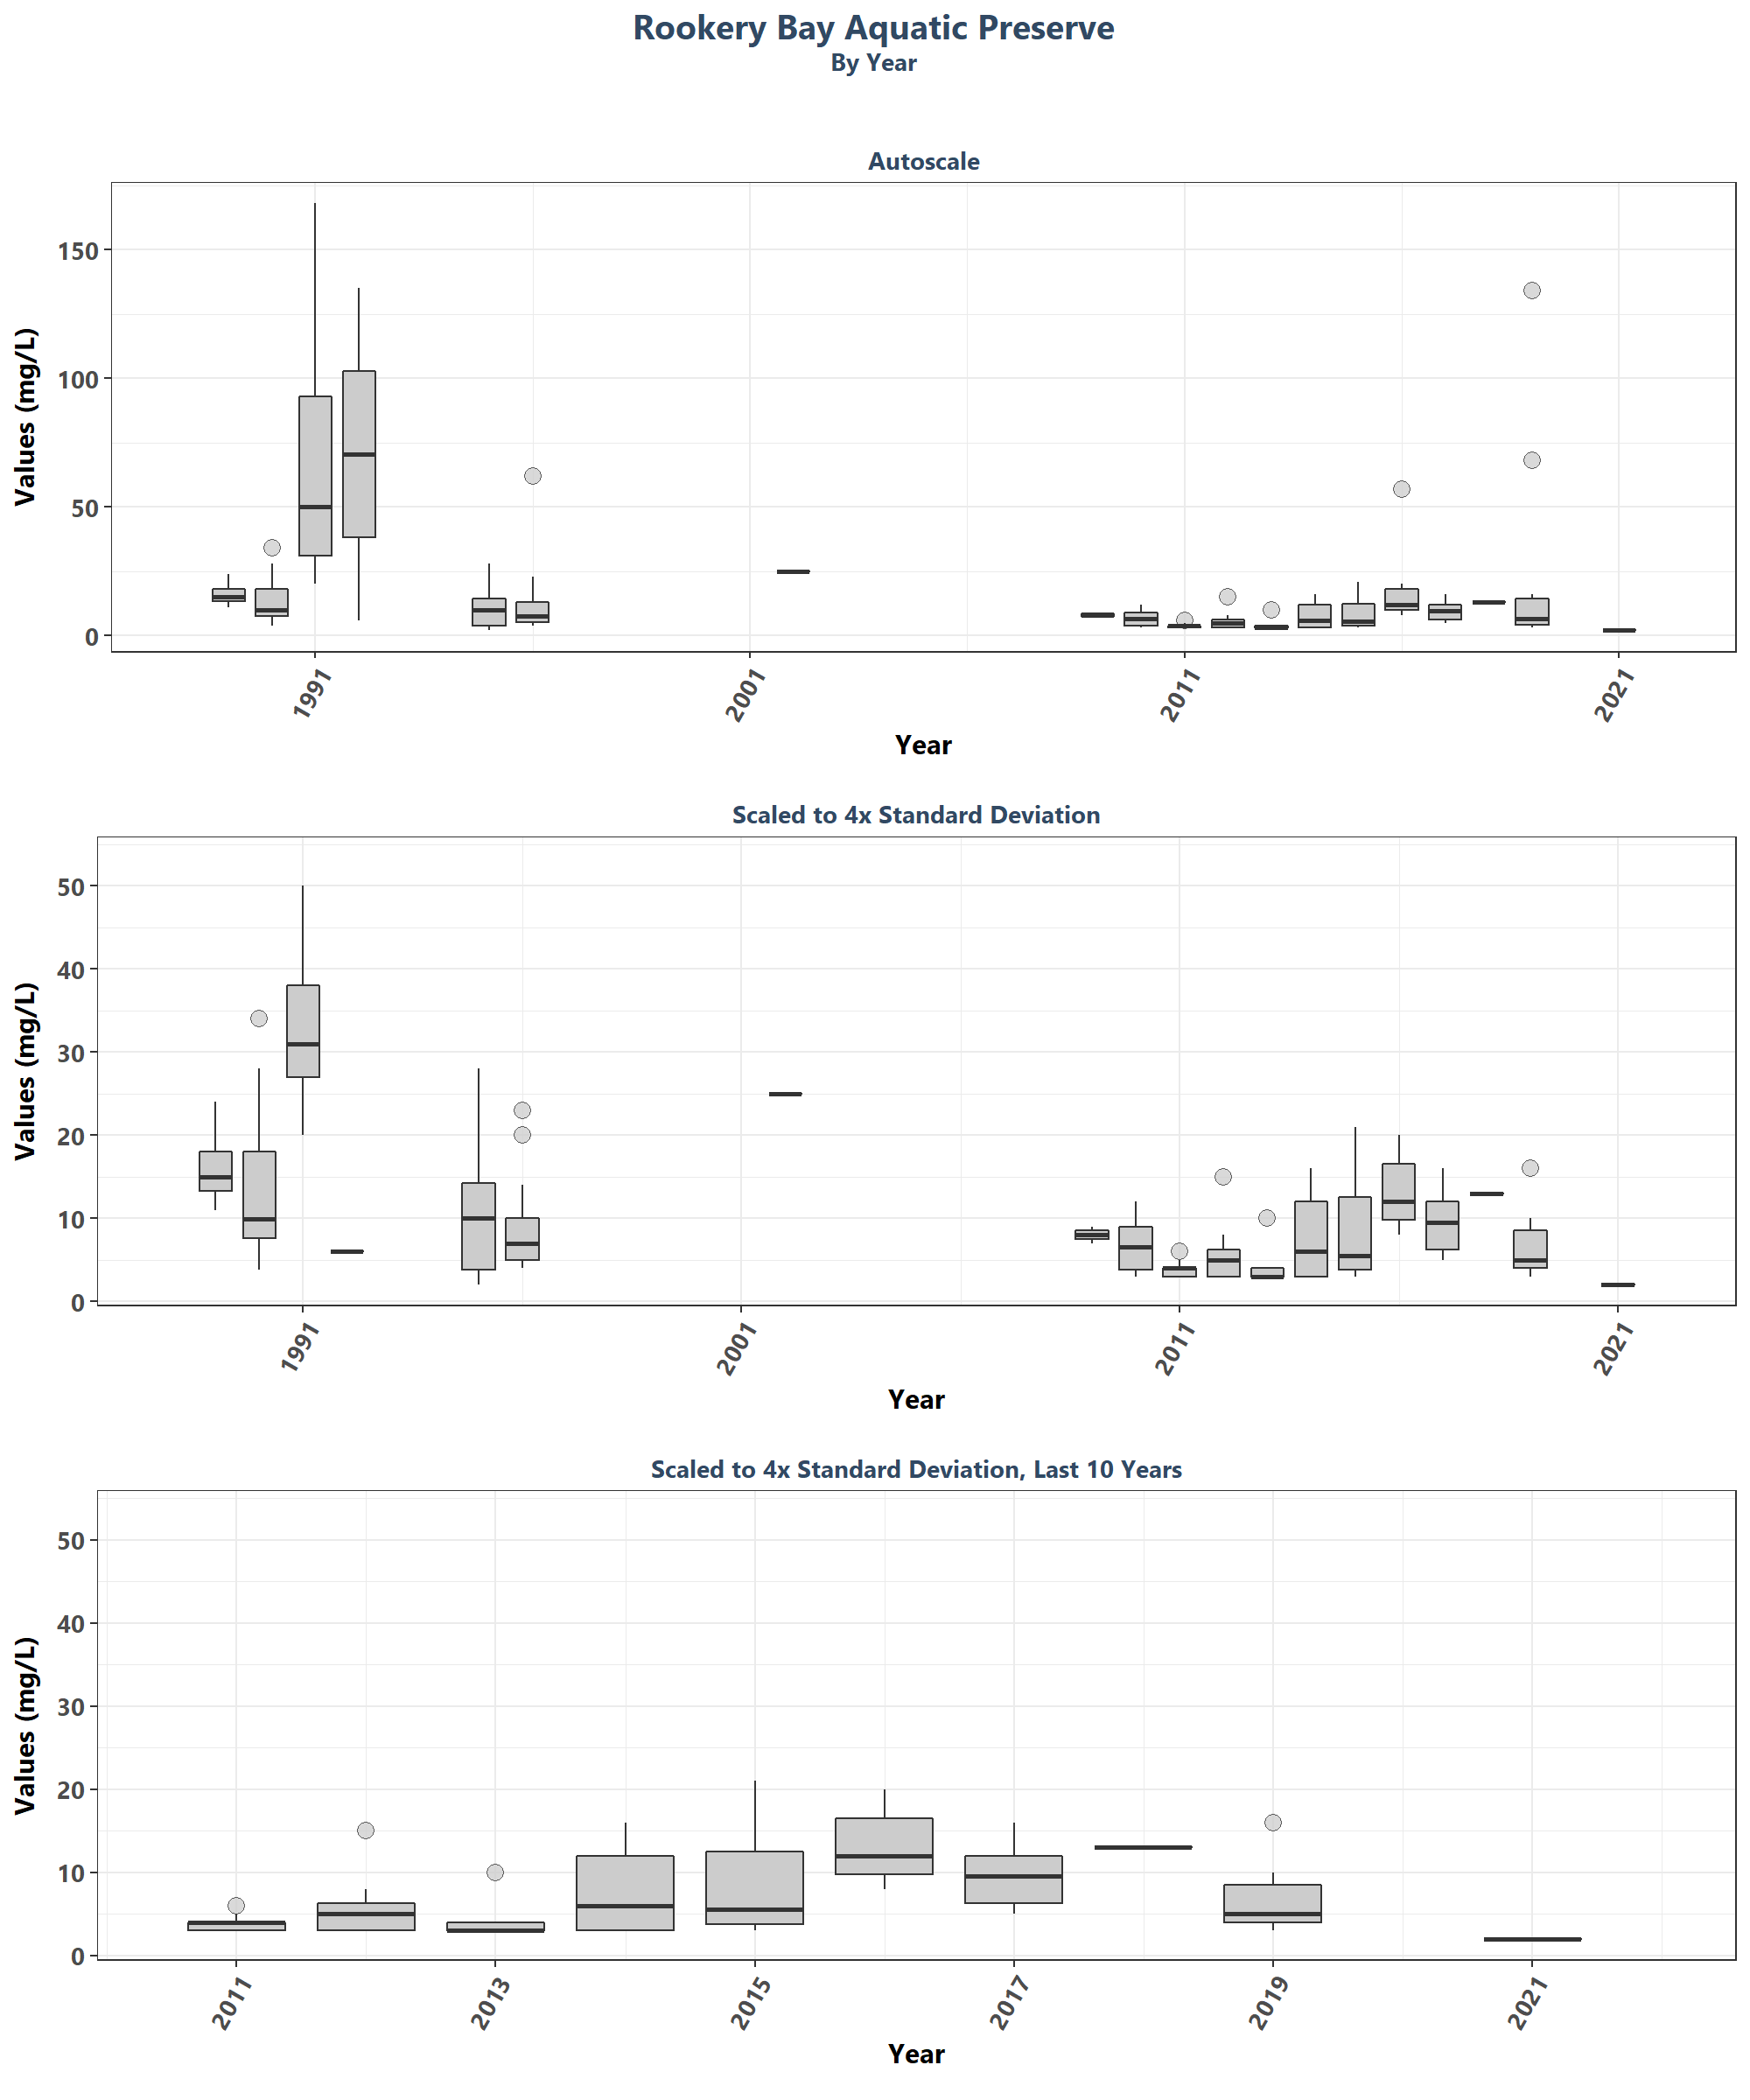 Rookery Bay Aquatic Preserve
By Year
Autoscale
Values (mg/L)
150
100
50
0
1991
2001
2011
2021
Year
Scaled to 4x Standard Deviation
Values (mg/L)
50
40
30
20
10
0
1991
2001
2011
2021
Year
Scaled to 4x Standard Deviation, Last 10 Years
Values (mg/L)
50
40
30
20
10
0
2011
2013
2015
2017
2019
2021
Year